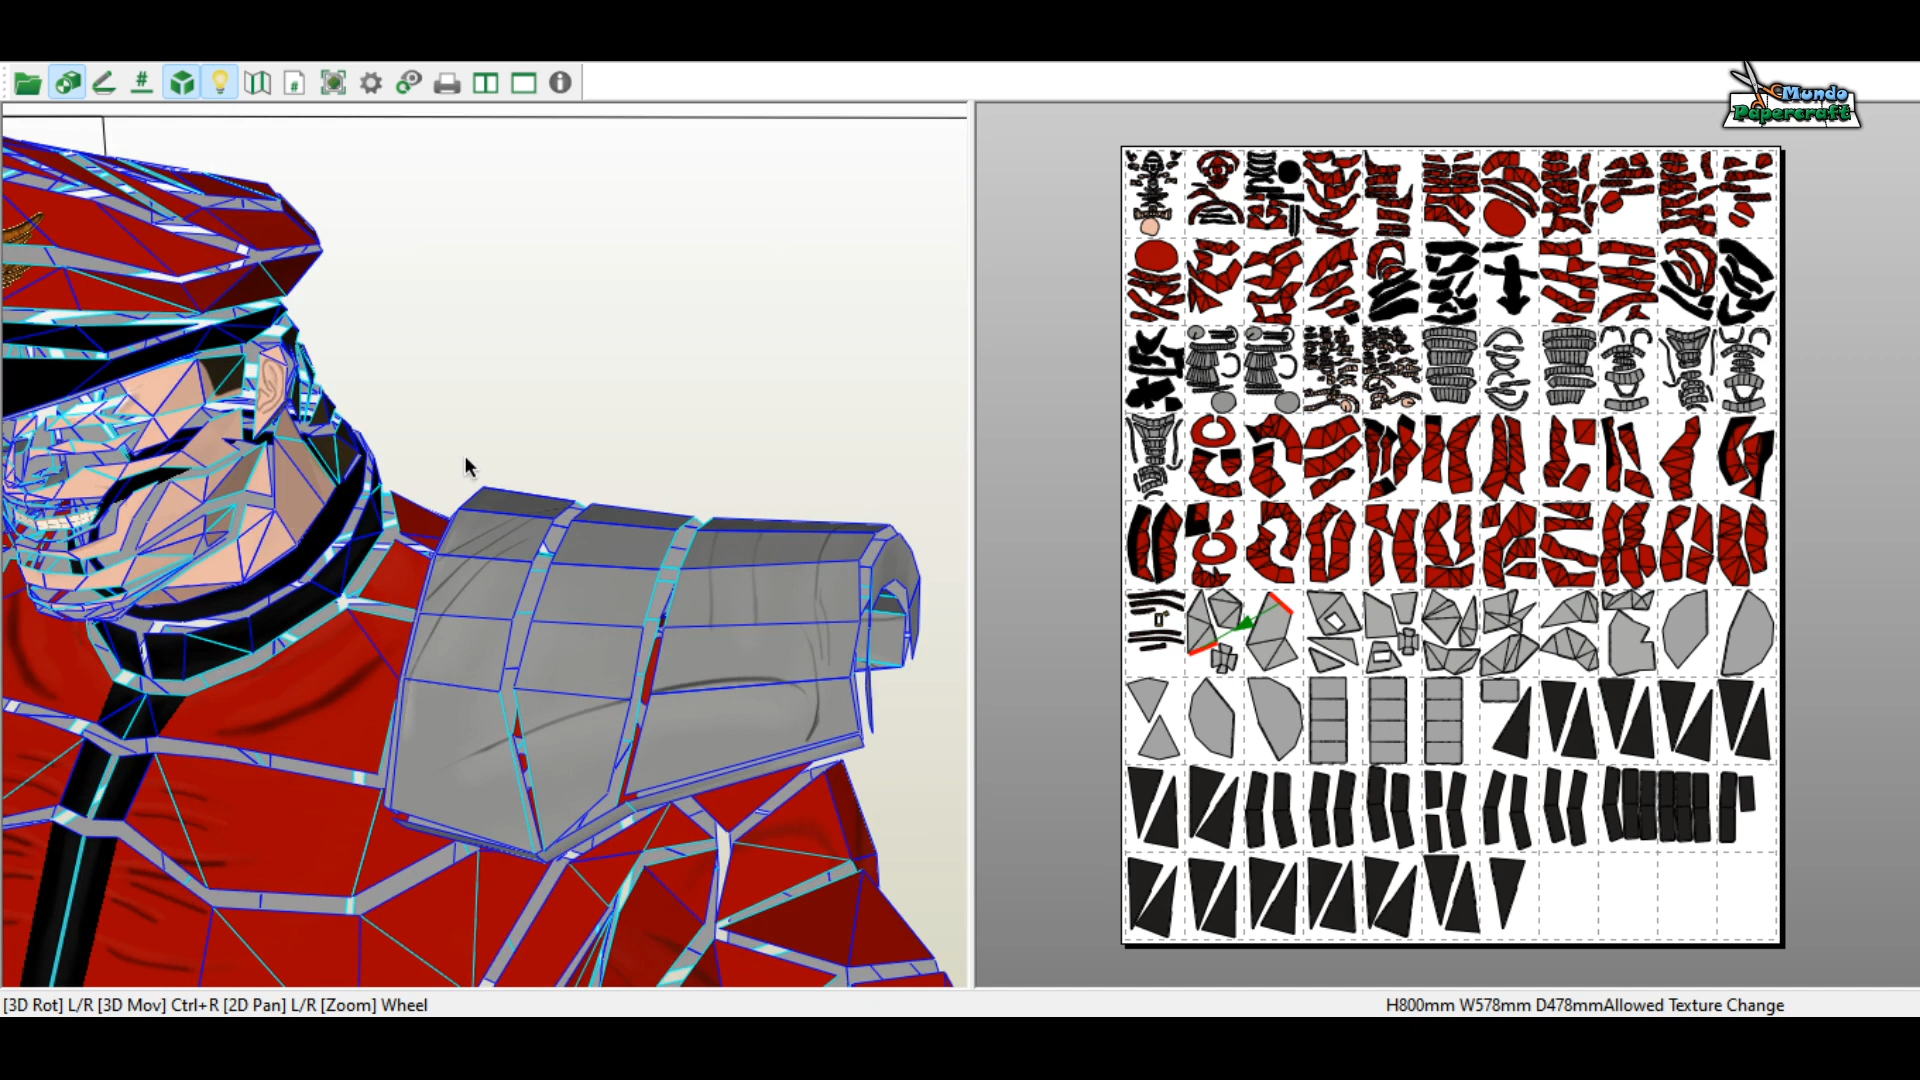 Mundo
Papercraft
[3D Rot] L/R [3D Mov] Ctrl+R [2D Pan] L/R [Zoom] Wheel
H800mm W578mm D478mmAllowed Texture Change